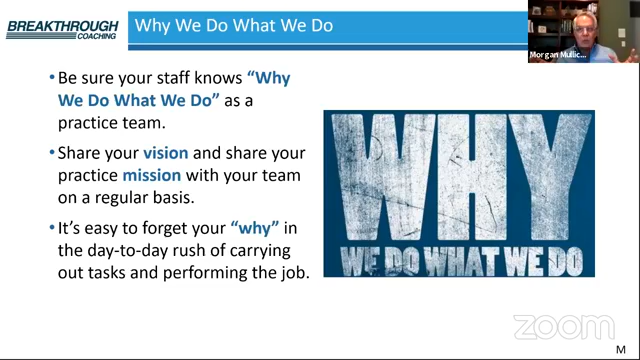 BREAKTHROUGH
COACHING
Why We Do What We Do
Morgan Mullic...
• Be sure your staff knows “Why
We Do What We Do” as a
practice team.
• Share your vision and share your
practice mission with your team
on a regular basis.
• It’s easy to forget your “why” in
the day-to-day rush of carrying
out tasks and performing the job.
WHY
WE DO WHAT WE DO
zoom
M